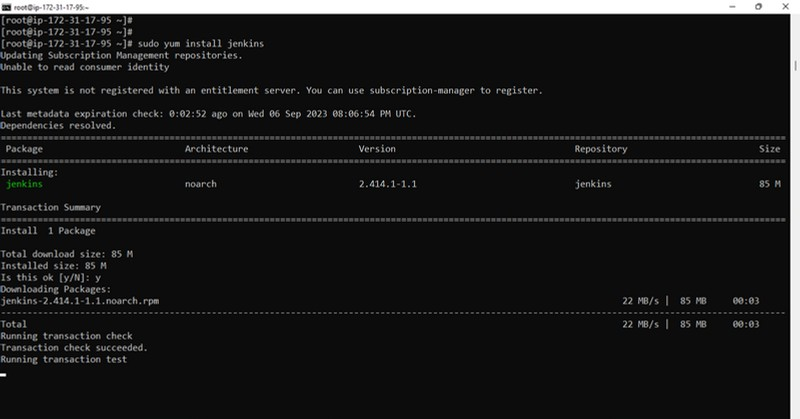 root@ip-172-31-17-95:~
[root@ip-172-31-17-95 ~]#
[root@ip-172-31-17-95 ~]#
[root@ip-172-31-17-95 ~]# sudo yum install jenkins
Updating Subscription Management repositories.
Unable to read consumer identity
This system is not registered with an entitlement server. You can use subscription-manager to register.
Last metadata expiration check: 0:02:52 ago on Wed 06 Sep 2023 08:06:54 PM UTC.
Dependencies resolved.
Package Architecture Version Repository Size
Installing:
jenkins noarch 2.414.1-1.1 jenkins 85 M
Transaction Summary
Install 1 Package
Total download size: 85 M
Installed size: 85 M
Is this ok [y/N]: y
Downloading Packages:
jenkins-2.414.1-1.1.noarch.rpm 22 MB/s | 85 MB 00:03
Total 22 MB/s | 85 MB 00:03
Running transaction check
Transaction check succeeded.
Running transaction test